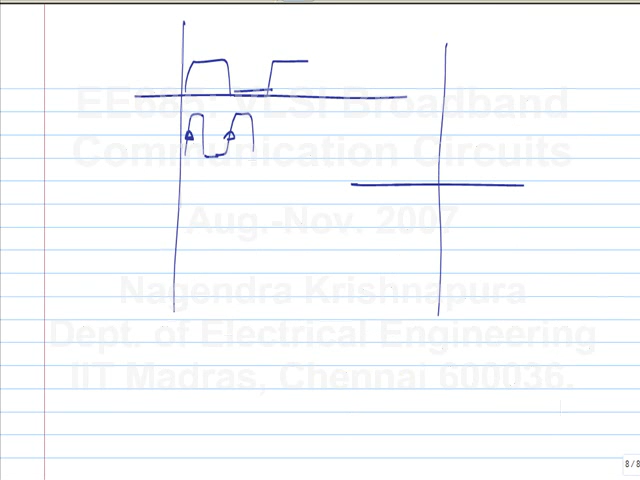 EE685: VLSI Broadband
Communication Circuits
Aug.-Nov. 2007
Nagendra Krishnapura
Dept. of Electrical Engineering
IIT Madras, Chennai 600036.
8/8